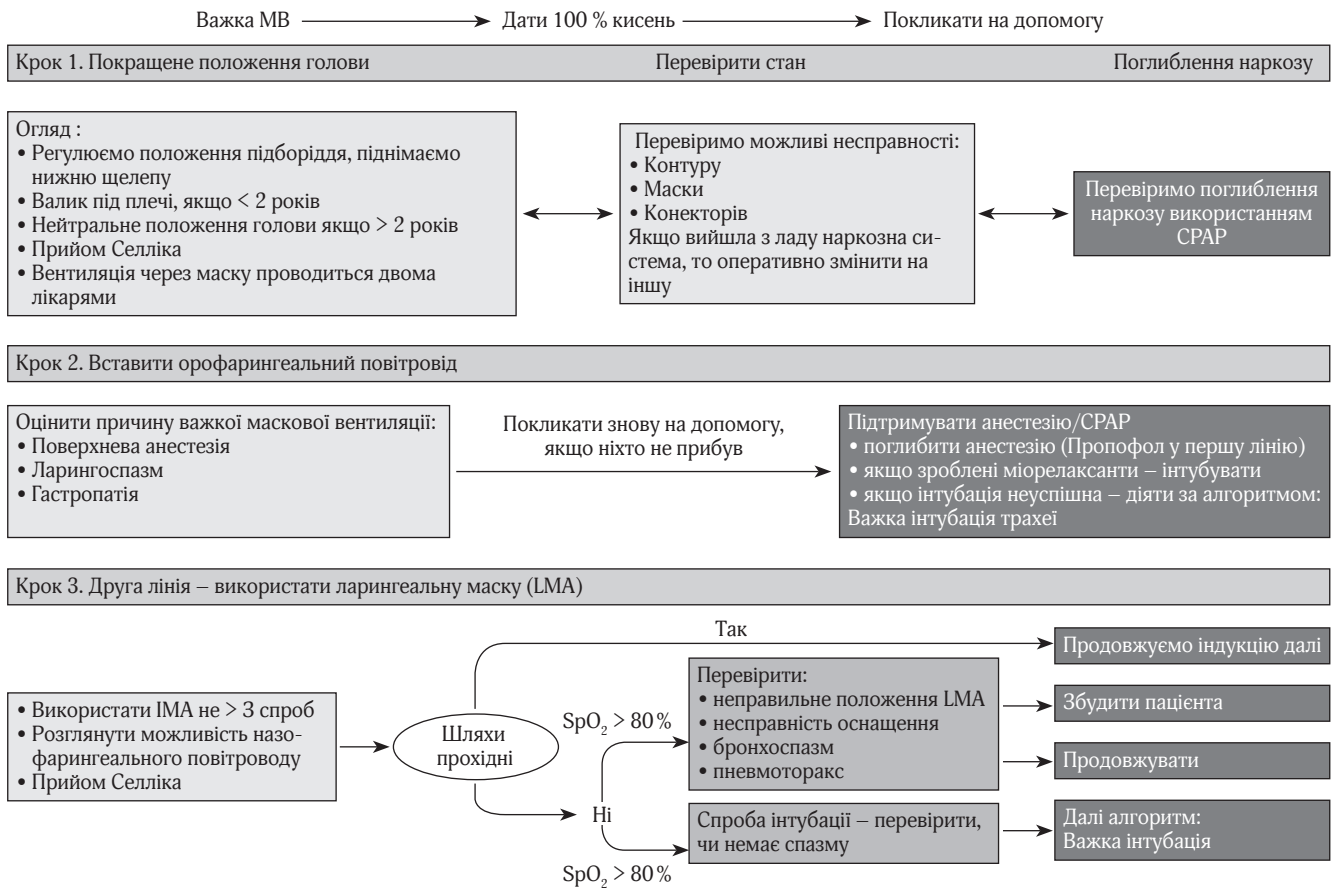 Важка МВ
Дати 100 % кисень
Покликати на допомогу
Крок 1. Покращене положення голови
Перевірити стан
Поглиблення наркозу
Огляд :
• Регулюємо положення підборіддя, піднімаємо
нижню щелепу
• Валик під плечі, якщо < 2 років
• Нейтральне положення голови якщо > 2 років
• Прийом Селліка
• Вентиляція через маску проводиться двома
лікарями
Перевіримо можливі несправності:
• Контуру
• Маски
• Конекторів
Якщо вийшла з ладу наркозна си-
стема, то оперативно змінити на
іншу
Перевіримо поглиблення
наркозу використанням
CPAP
Крок 2. Вставити орофарингеальний повітровід
Оцінити причину важкої маскової вентиляції:
• Поверхнева анестезія
• Ларингоспазм
• Гастропатія
Покликати знову на допомогу,
якщо ніхто не прибув
Підтримувати анестезію/CPAP
• поглибити анестезію (Пропофол у першу лінію)
• якщо зроблені міорелаксанти – інтубувати
• якщо інтубація неуспішна – діяти за алгоритмом:
Важка інтубація трахеї
Крок 3. Друга лінія – використати ларингеальну маску (LMA)
• Використати ІМА не > 3 спроб
• Розглянути можливість назо-
фарингеального повітроводу
• Прийом Селліка
Шляхи
прохідні
Так
Ні
SpO₂ > 80 %
SpO₂ > 80 %
Перевірити:
• неправильне положення LMA
• несправність оснащення
• бронхоспазм
• пневмоторакс
Спроба інтубації – перевірити,
чи немає спазму
Продовжуємо індукцію далі
Збудити пацієнта
Продовжувати
Далі алгоритм:
Важка інтубація